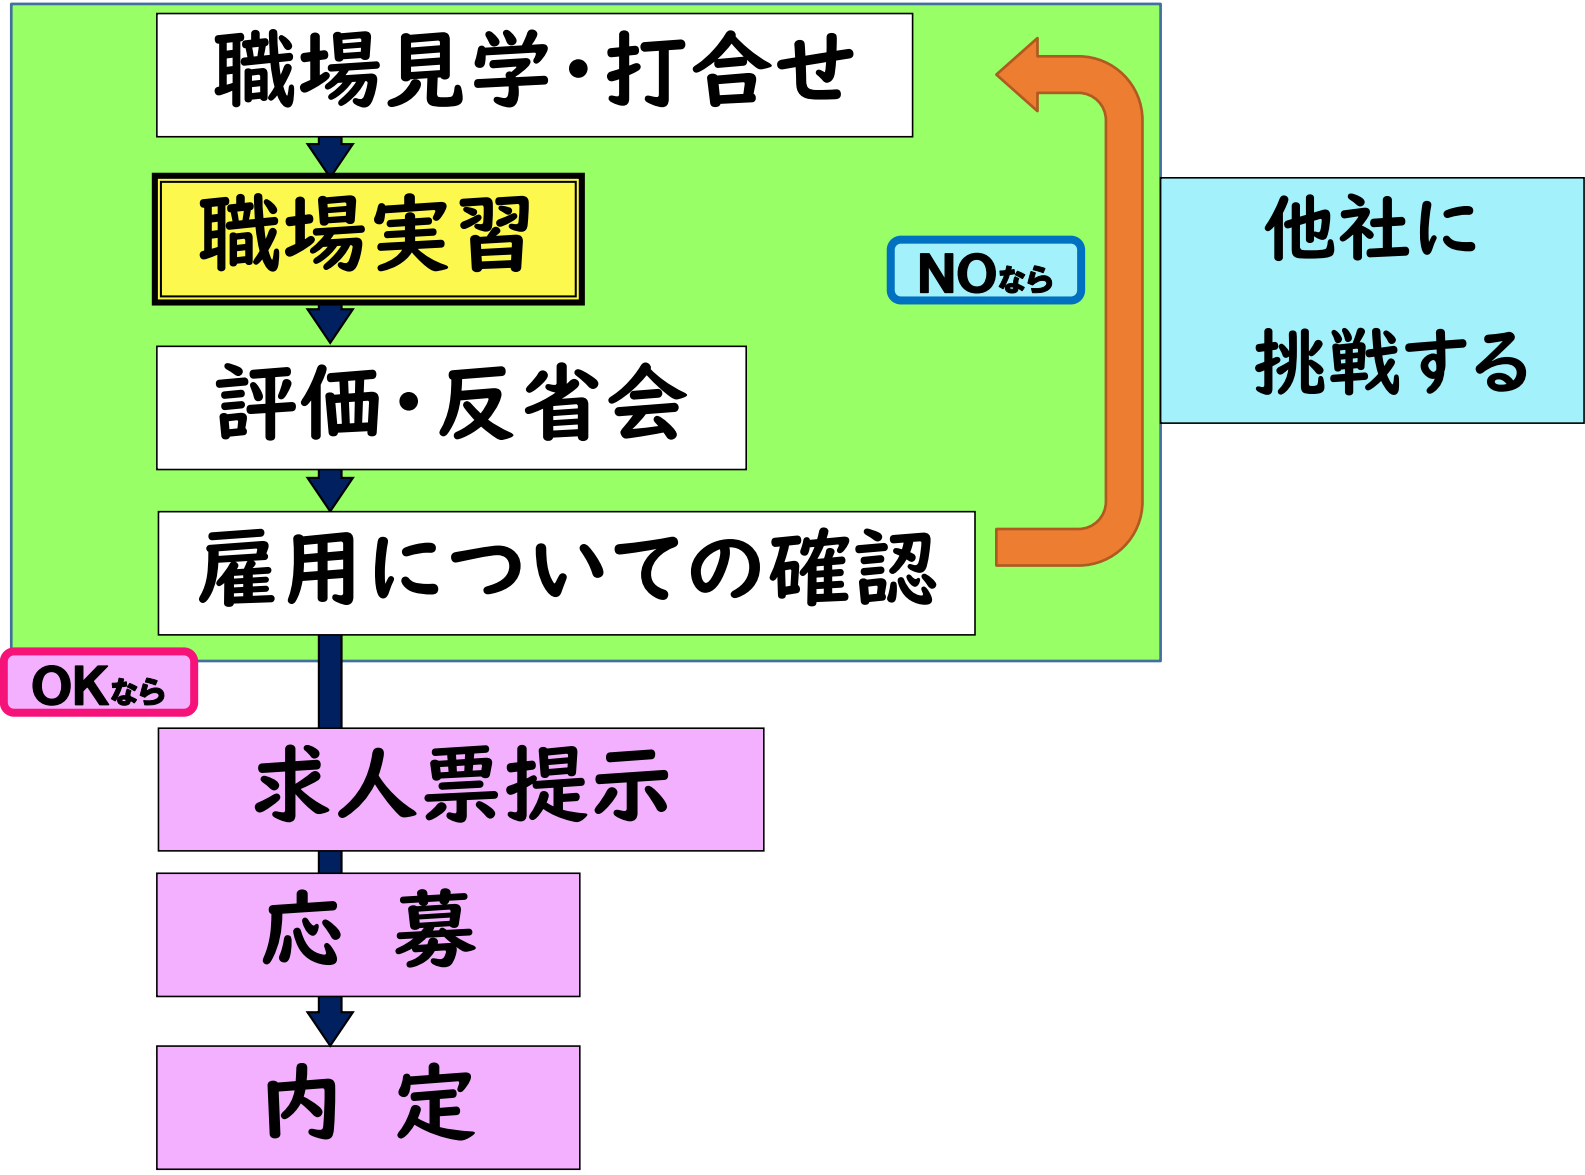 職場見学・打合せ
職場実習
評価・反省会
雇用についての確認
NOなら
他社に
挑戦する
OKなら
求人票提示
応 募
内 定